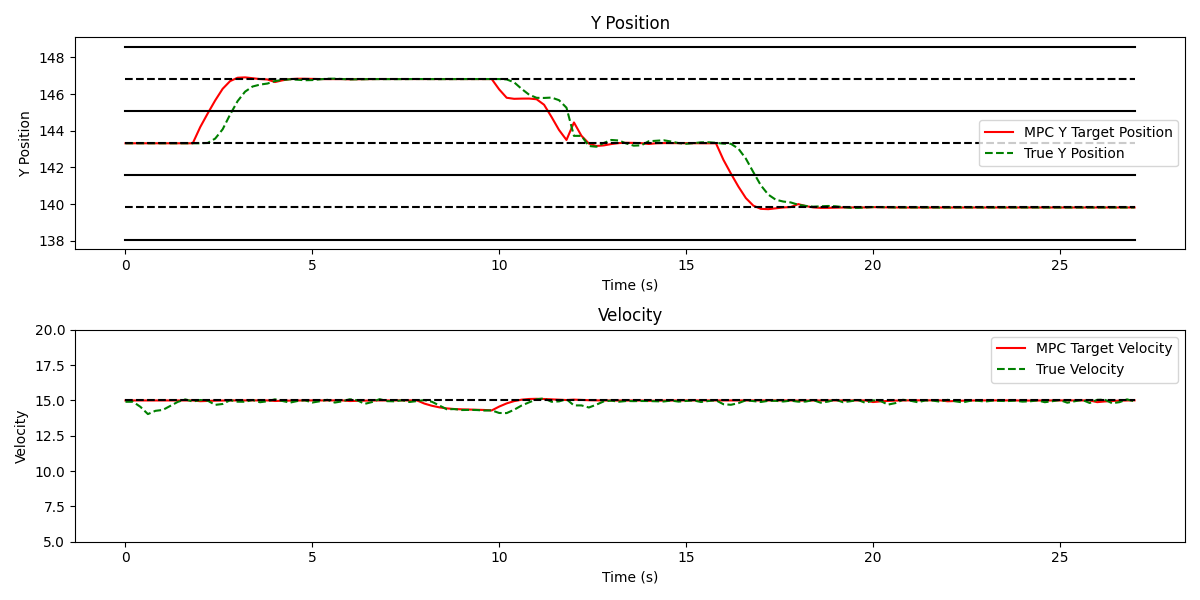 Y Position
148
146
144
142
140
138
Y Position
MPC Y Target Position
True Y Position
0
5
10
15
20
25
Time (s)
Velocity
20.0
17.5
15.0
12.5
10.0
7.5
5.0
Velocity
MPC Target Velocity
True Velocity
0
5
10
15
20
25
Time (s)